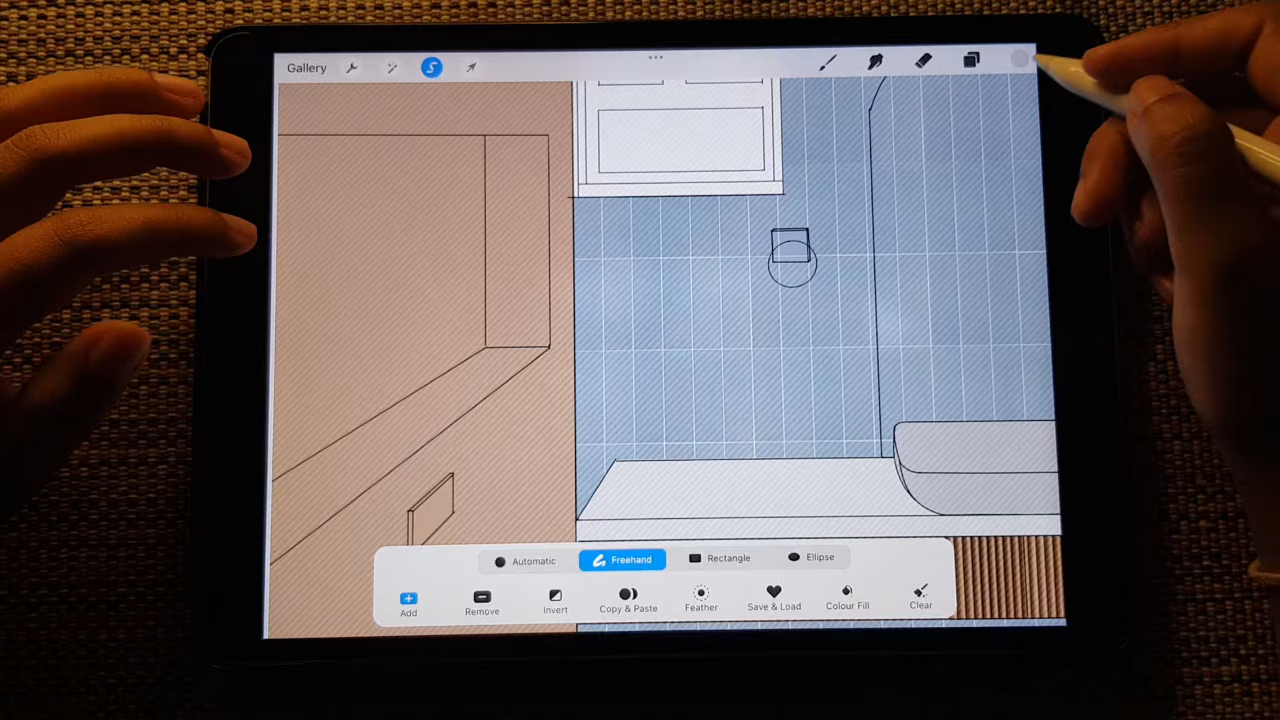 Gallery
Automatic Freehand Rectangle Ellipse
Add Remove Invert Copy & Paste Feather Save & Load Colour Fill Clear